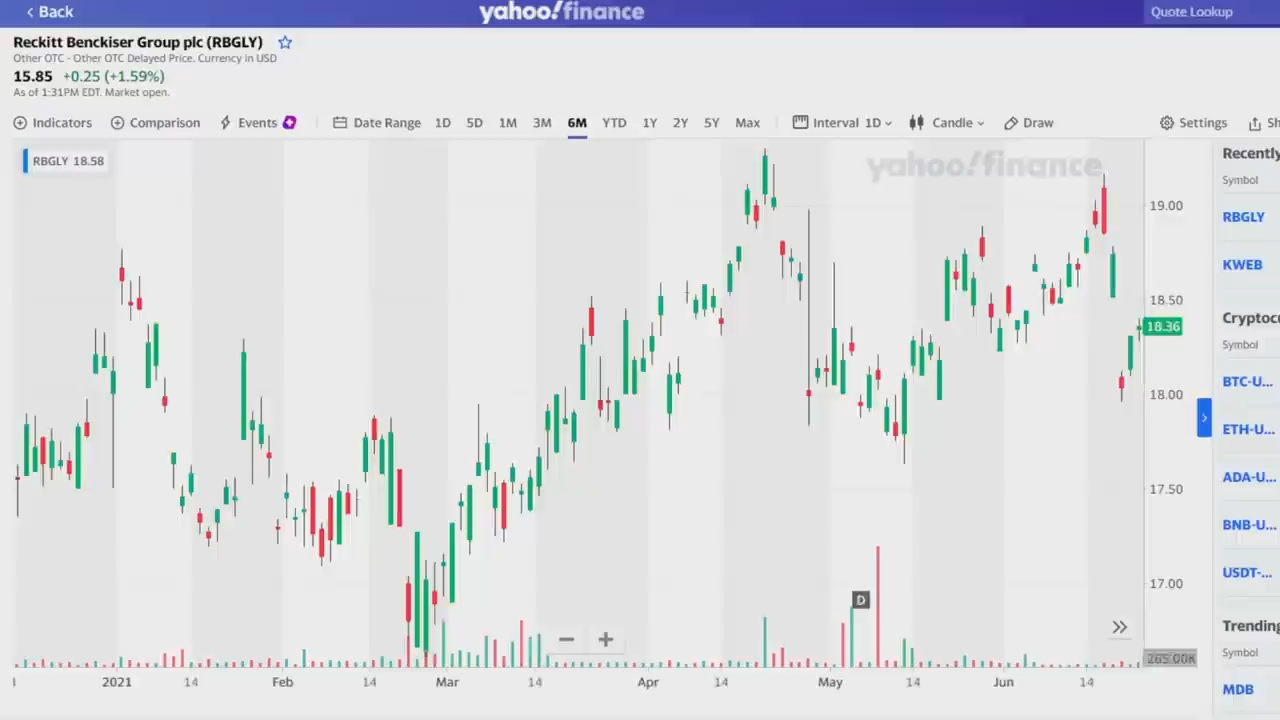 Back
yahoo!finance
Quote Lookup
Reckitt Benckiser Group plc (RBGLY)
Other OTC - Other OTC Delayed Price. Currency in USD
15.85 +0.25 (+1.59%)
As of 1:31PM EDT. Market open.
Indicators Comparison Events Date Range 1D 5D 1M 3M 6M YTD 1Y 2Y 5Y Max Interval 1D Candle Draw Settings Sh
RBGLY 18.58
yahoo!finance
19.00
18.50
18.36
18.00
17.50
17.00
D
265.00K
2021 14 Feb 14 Mar 14 Apr 14 May 14 Jun 14
Recently
Symbol
RBGLY
KWEB
Cryptocu
Symbol
BTC-U...
ETH-U...
ADA-U...
BNB-U...
USDT-...
Trending
Symbol
MDB